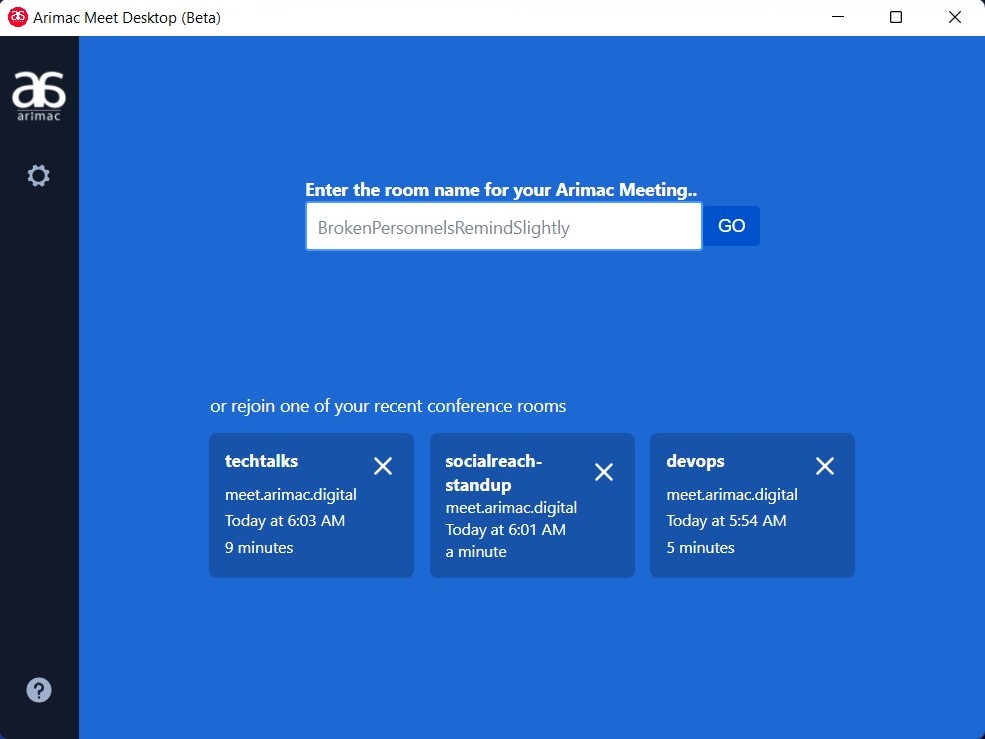 Arimac Meet Desktop (Beta)
arimac
Enter the room name for your Arimac Meeting..
BrokenPersonnelsRemindSlightly
GO
or rejoin one of your recent conference rooms
techtalks
meet.arimac.digital
Today at 6:03 AM
9 minutes
socialreach-
standup
meet.arimac.digital
Today at 6:01 AM
a minute
devops
meet.arimac.digital
Today at 5:54 AM
5 minutes